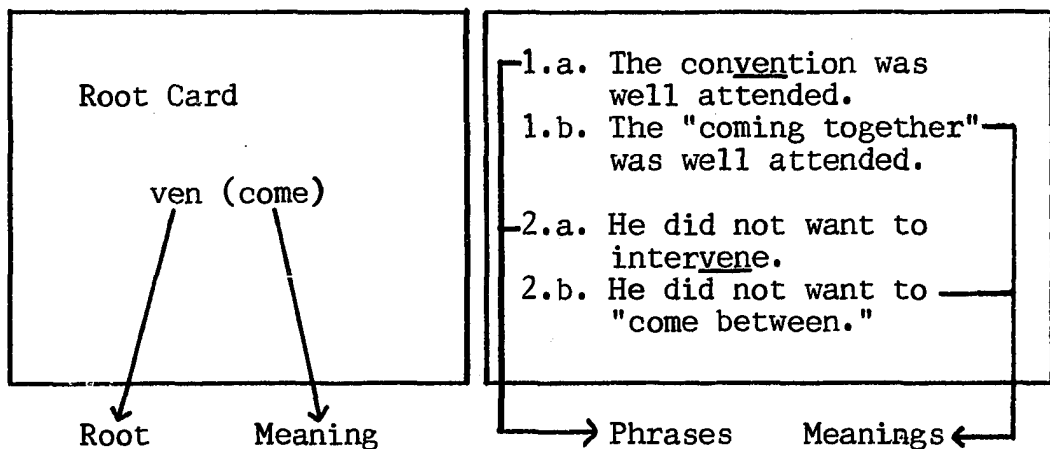 Root Card
ven (come)
Root Meaning
1.a. The convention was
well attended.
1.b. The "coming together"
was well attended.
2.a. He did not want to
intervene.
2.b. He did not want to
"come between."
Phrases Meanings